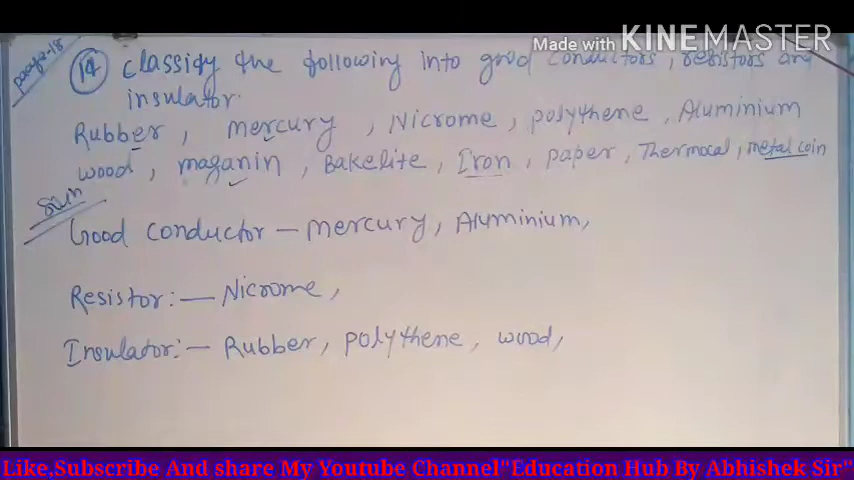 Made with KINEMASTER
page-18
14 Classify the following into good conductors, resistors and
insulator.
Rubber, mercury, Nicrome, polythene, Aluminium
wood, maganin, Bakelite, Iron, paper, Thermocal, metal coin
Soln
Good conductor - mercury, Aluminium,
Resistor:- Nicrome,
Insulator:- Rubber, polythene, wood,
Like,Subscribe And share My Youtube Channel"Education Hub By Abhishek Sir"